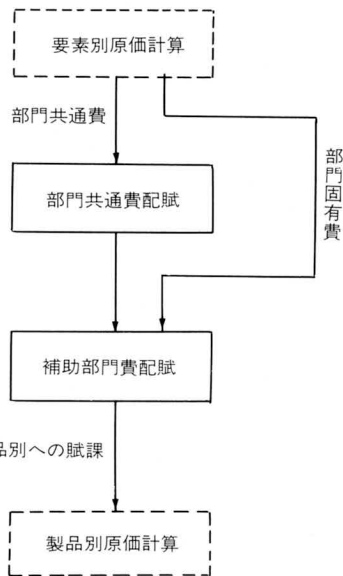 要素別原価計算
部門共通費
部門固有費
部門共通費配賦
補助部門費配賦
品別への賦課
製品別原価計算